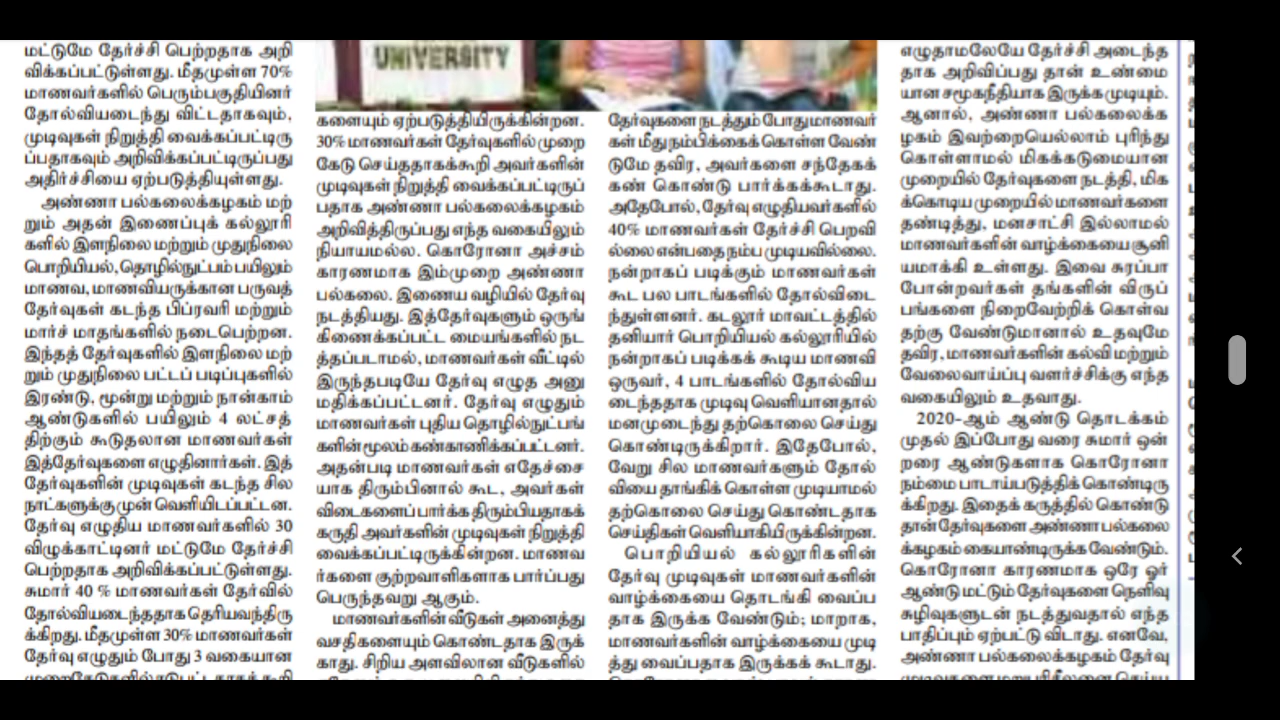 மட்டுமே தேர்ச்சி பெற்றதாக அறி
விக்கப்பட்டுள்ளது. மீதமுள்ள 70%
மாணவர்களில் பெரும்பகுதியினர்
தோல்வியடைந்து விட்டதாகவும்,
முடிவுகள் நிறுத்தி வைக்கப்பட்டிரு
ப்பதாகவும் அறிவிக்கப்பட்டிருப்பது
அதிர்ச்சியை ஏற்படுத்தியுள்ளது.
அண்ணா பல்கலைக்கழகம் மற்
றும் அதன் இணைப்புக் கல்லூரி
களில் இளநிலை மற்றும் முதுநிலை
பொறியியல், தொழில்நுட்பம் பயிலும்
மாணவ, மாணவியருக்கான பருவத்
தேர்வுகள் கடந்த பிப்ரவரி மற்றும்
மார்ச் மாதங்களில் நடைபெற்றன.
இந்தத் தேர்வுகளில் இளநிலை மற்
றும் முதுநிலை பட்டப் படிப்புகளில்
இரண்டு, மூன்று மற்றும் நான்காம்
ஆண்டுகளில் பயிலும் 4 லட்சத்
திற்கும் கூடுதலான மாணவர்கள்
இத்தேர்வுகளை எழுதினார்கள். இத்
தேர்வுகளின் முடிவுகள் கடந்த சில
நாட்களுக்கு முன் வெளியிடப்பட்டன.
தேர்வு எழுதிய மாணவர்களில் 30
விழுக்காட்டினர் மட்டுமே தேர்ச்சி
பெற்றதாக அறிவிக்கப்பட்டுள்ளது.
சுமார் 40 % மாணவர்கள் தேர்வில்
தோல்வியடைந்ததாக தெரியவந்திரு
க்கிறது. மீதமுள்ள 30% மாணவர்கள்
தேர்வு எழுதும் போது 3 வகையான
UNIVERSITY
களையும் ஏற்படுத்தியிருக்கின்றன.
30% மாணவர்கள் தேர்வுகளில் முறை
கேடு செய்ததாகக்கூறி அவர்களின்
முடிவுகள் நிறுத்தி வைக்கப்பட்டிருப்
பதாக அண்ணா பல்கலைக்கழகம்
அறிவித்திருப்பது எந்த வகையிலும்
நியாயமல்ல. கொரோனா அச்சம்
காரணமாக இம்முறை அண்ணா
பல்கலை. இணைய வழியில் தேர்வு
நடத்தியது. இத்தேர்வுகளும் ஒருங்
கிணைக்கப்பட்ட மையங்களில் நட
த்தப்படாமல், மாணவர்கள் வீட்டில்
இருந்தபடியே தேர்வு எழுத அனு
மதிக்கப்பட்டனர். தேர்வு எழுதும்
மாணவர்கள் புதிய தொழில்நுட்பங்
களின் மூலம் கண்காணிக்கப்பட்டனர்.
அதன்படி மாணவர்கள் எதேச்சை
யாக திரும்பினால் கூட, அவர்கள்
விடைகளைப் பார்க்க திரும்பியதாகக்
கருதி அவர்களின் முடிவுகள் நிறுத்தி
வைக்கப்பட்டிருக்கின்றன. மாணவ
ர்களை குற்றவாளிகளாக பார்ப்பது
பெருந்தவறு ஆகும்.
மாணவர்களின் வீடுகள் அனைத்து
வசதிகளையும் கொண்டதாக இருக்
காது. சிறிய அளவிலான வீடுகளில்
தேர்வுகளை நடத்தும் போது மாணவர்
கள் மீது நம்பிக்கைக் கொள்ள வேண்
டுமே தவிர, அவர்களை சந்தேகக்
கண் கொண்டு பார்க்கக்கூடாது.
அதேபோல், தேர்வு எழுதியவர்களில்
40% மாணவர்கள் தேர்ச்சி பெறவி
ல்லை என்பதை நம்ப முடியவில்லை.
நன்றாகப் படிக்கும் மாணவர்கள்
கூட பல பாடங்களில் தோல்விடை
ந்துள்ளனர். கடலூர் மாவட்டத்தில்
தனியார் பொறியியல் கல்லூரியில்
நன்றாகப் படிக்கக் கூடிய மாணவி
ஒருவர், 4 பாடங்களில் தோல்விய
டைந்ததாக முடிவு வெளியானதால்
மனமுடைந்து தற்கொலை செய்து
கொண்டிருக்கிறார். இதேபோல்,
வேறு சில மாணவர்களும் தோல்
வியை தாங்கிக் கொள்ள முடியாமல்
தற்கொலை செய்து கொண்டதாக
செய்திகள் வெளியாகியிருக்கின்றன.
பொறியியல் கல்லூரிகளின்
தேர்வு முடிவுகள் மாணவர்களின்
வாழ்க்கையை தொடங்கி வைப்ப
தாக இருக்க வேண்டும்; மாறாக,
மாணவர்களின் வாழ்க்கையை முடி
த்து வைப்பதாக இருக்கக் கூடாது.
எழுதாமலேயே தேர்ச்சி அடைந்த
தாக அறிவிப்பது தான் உண்மை
யான சமூகநீதியாக இருக்க முடியும்.
ஆனால், அண்ணா பல்கலைக்க
ழகம் இவற்றையெல்லாம் புரிந்து
கொள்ளாமல் மிகக்கடுமையான
முறையில் தேர்வுகளை நடத்தி, மிக
க்கொடிய முறையில் மாணவர்களை
தண்டித்து, மனசாட்சி இல்லாமல்
மாணவர்களின் வாழ்க்கையை சூனி
யமாக்கி உள்ளது. இவை சுரப்பா
போன்றவர்கள் தங்களின் விருப்
பங்களை நிறைவேற்றிக் கொள்வ
தற்கு வேண்டுமானால் உதவுமே
தவிர, மாணவர்களின் கல்வி மற்றும்
வேலைவாய்ப்பு வளர்ச்சிக்கு எந்த
வகையிலும் உதவாது.
2020-ஆம் ஆண்டு தொடக்கம்
முதல் இப்போது வரை சுமார் ஒன்
றரை ஆண்டுகளாக கொரோனா
நம்மை பாடாய்படுத்திக் கொண்டிரு
க்கிறது. இதைக் கருத்தில் கொண்டு
தான் தேர்வுகளை அண்ணா பல்கலை
க்கழகம் கையாண்டிருக்க வேண்டும்.
கொரோனா காரணமாக ஒரே ஓர்
ஆண்டு மட்டும் தேர்வுகளை நெளிவு
சுழிவுகளுடன் நடத்துவதால் எந்த
பாதிப்பும் ஏற்பட்டு விடாது. எனவே,
அண்ணா பல்கலைக்கழகம் தேர்வு